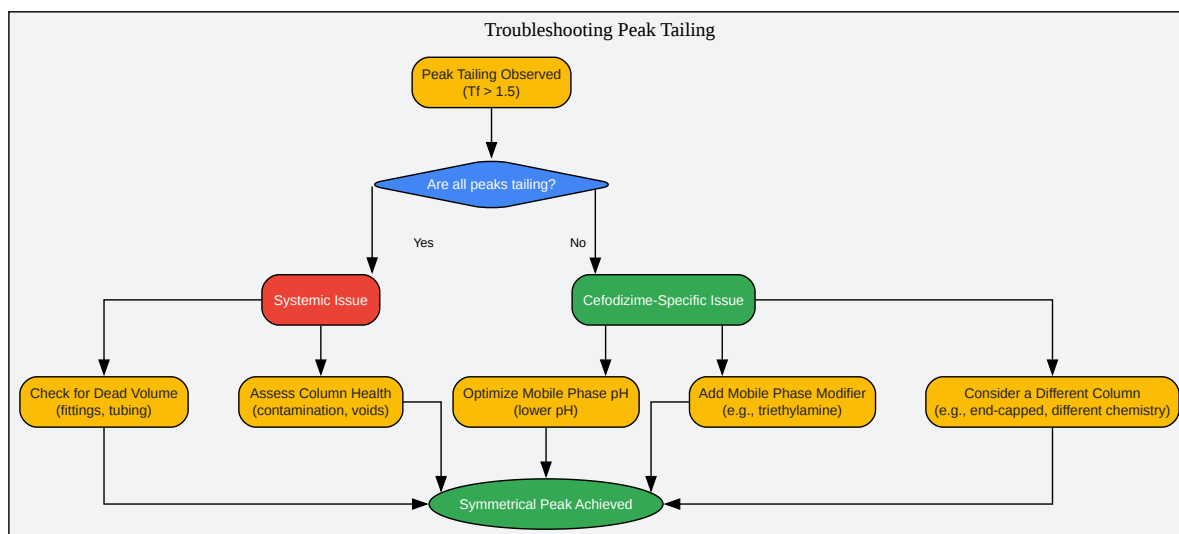 Troubleshooting Peak Tailing
Peak Tailing Observed
(Tf > 1.5)
Are all peaks tailing?
Yes
No
Systemic Issue
Cefodizime-Specific Issue
Check for Dead Volume
(fittings, tubing)
Assess Column Health
(contamination, voids)
Optimize Mobile Phase pH
(lower pH)
Add Mobile Phase Modifier
(e.g., triethylamine)
Consider a Different Column
(e.g., end-capped, different chemistry)
Symmetrical Peak Achieved